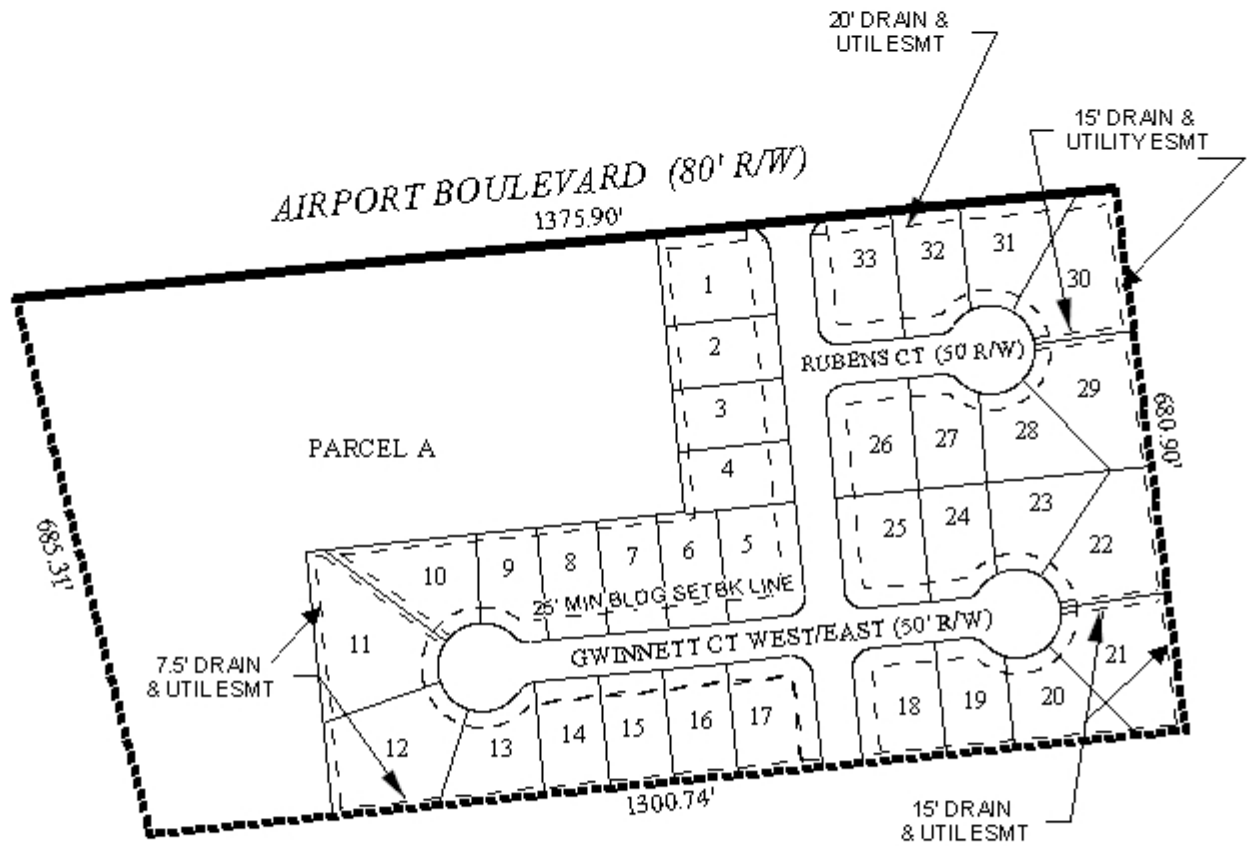 20' DRAIN &
UTIL ESMT
15' DRAIN &
UTILITY ESMT
AIRPORT BOULEVARD (80' R/W)
1375.90'
33
32
31
30
1
2
3
4
RUBENS CT (50' R/W)
29
28
27
26
680.90'
PARCEL A
685.31'
25
24
23
22
10
9
8
7
6
5
25' MIN BLDG SETBK LINE
GWINNETT CT WEST/EAST (50' R/W)
11
7.5' DRAIN
& UTIL ESMT
12
13
14
15
16
17
18
19
20
21
1300.74'
15' DRAIN
& UTIL ESMT